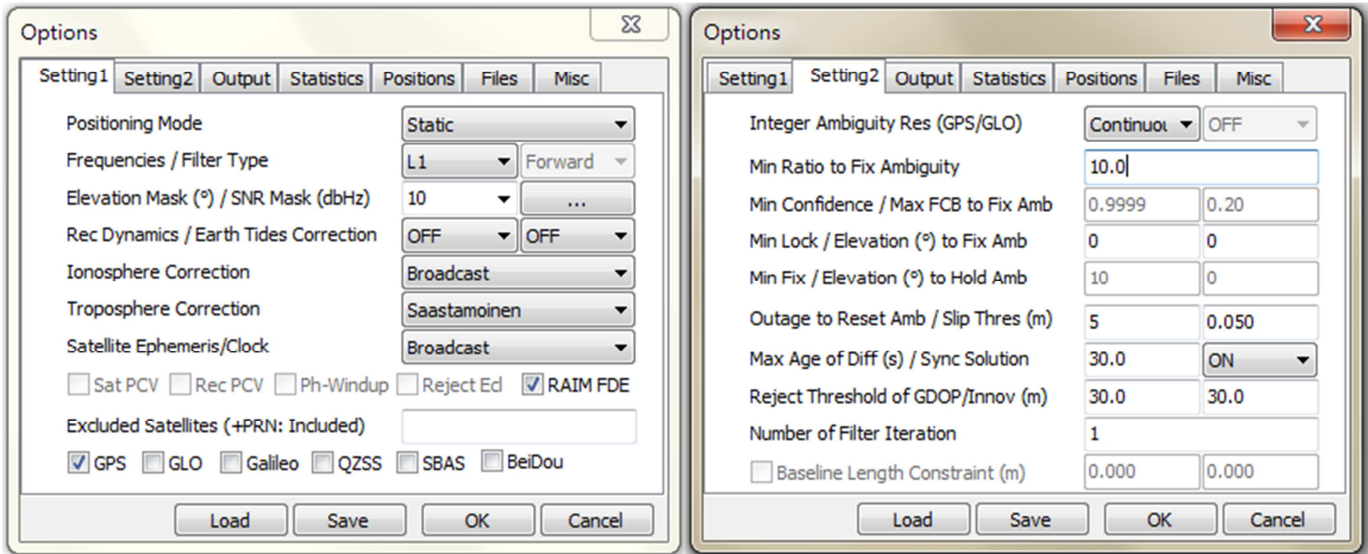 Options
Setting1 Setting2 Output Statistics Positions Files Misc
Positioning Mode Static
Frequencies / Filter Type L1 Forward
Elevation Mask (°) / SNR Mask (dbHz) 10 ...
Rec Dynamics / Earth Tides Correction OFF OFF
Ionosphere Correction Broadcast
Troposphere Correction Saastamoinen
Satellite Ephemeris/Clock Broadcast
Sat PCV Rec PCV Ph-Windup Reject Ecl RAIM FDE
Excluded Satellites (+PRN: Included)
GPS GLO Galileo QZSS SBAS BeiDou
Load Save OK Cancel
Options
Setting1 Setting2 Output Statistics Positions Files Misc
Integer Ambiguity Res (GPS/GLO) Continuou OFF
Min Ratio to Fix Ambiguity 10.0
Min Confidence / Max FCB to Fix Amb 0.9999 0.20
Min Lock / Elevation (°) to Fix Amb 0 0
Min Fix / Elevation (°) to Hold Amb 10 0
Outage to Reset Amb / Slip Thres (m) 5 0.050
Max Age of Diff (s) / Sync Solution 30.0 ON
Reject Threshold of GDOP/Innov (m) 30.0 30.0
Number of Filter Iteration 1
Baseline Length Constraint (m) 0.000 0.000
Load Save OK Cancel